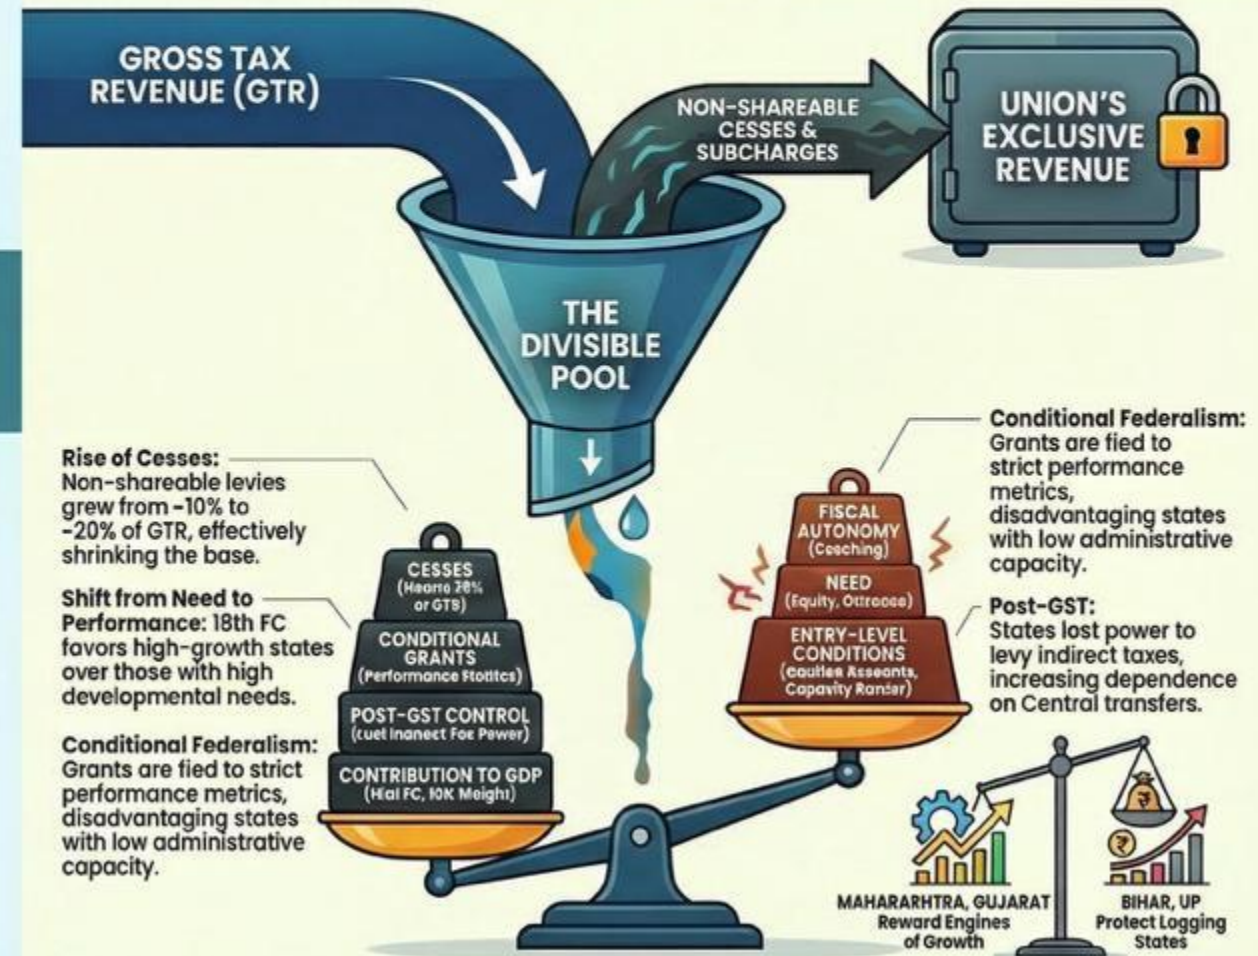 GROSS TAX
REVENUE (GTR)
NON-SHAREABLE
CESSES &
SUBCHARGES
UNION'S
EXCLUSIVE
REVENUE
THE
DIVISIBLE
POOL
Rise of Cesses:
Non-shareable levies
grew from -10% to
-20% of GTR, effectively
shrinking the base.
Shift from Need to
Performance: 18th FC
favors high-growth states
over those with high
developmental needs.
Conditional Federalism:
Grants are fied to strict
performance metrics,
disadvantaging states
with low administrative
capacity.
CESSES
or GTS)
CONDITIONAL
GRANTS
(Performance
POST-GST CONTROL
CONTRIBUTION TO GDP
FISCAL
AUTONOMY
(Coaching)
NEED
(Equity,
ENTRY-LEVEL
CONDITIONS
Conditional Federalism:
Grants are fied to
strict performance
metrics,
disadvantaging states
with low administrative
capacity.
Post-GST:
States lost power to
levy indirect taxes,
increasing dependence
on Central transfers.
MAHARARHTRA, GUJARAT
Reward Engines
of Growth
BIHAR, UP
Protect Logging
States